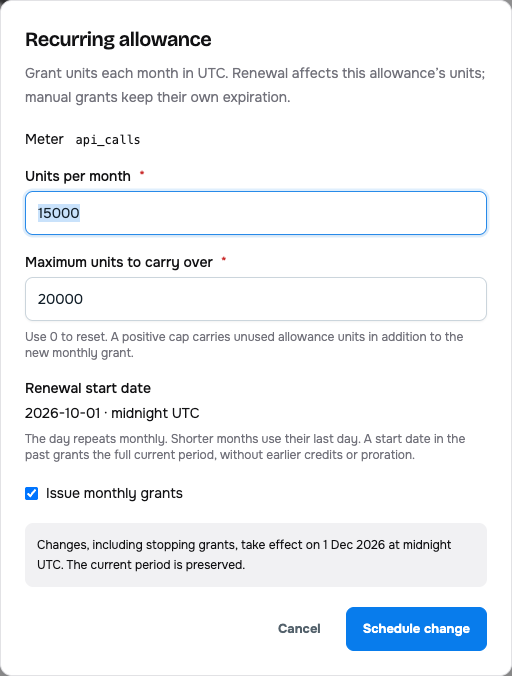 Recurring allowance
Grant units each month in UTC. Renewal affects this allowance’s units;
manual grants keep their own expiration.
Meter api_calls
Units per month *
15000
Maximum units to carry over *
20000
Use 0 to reset. A positive cap carries unused allowance units in addition to the
new monthly grant.
Renewal start date
2026-10-01 · midnight UTC
The day repeats monthly. Shorter months use their last day. A start date in the
past grants the full current period, without earlier credits or proration.
Issue monthly grants
Changes, including stopping grants, take effect on 1 Dec 2026 at midnight
UTC. The current period is preserved.
Cancel
Schedule change